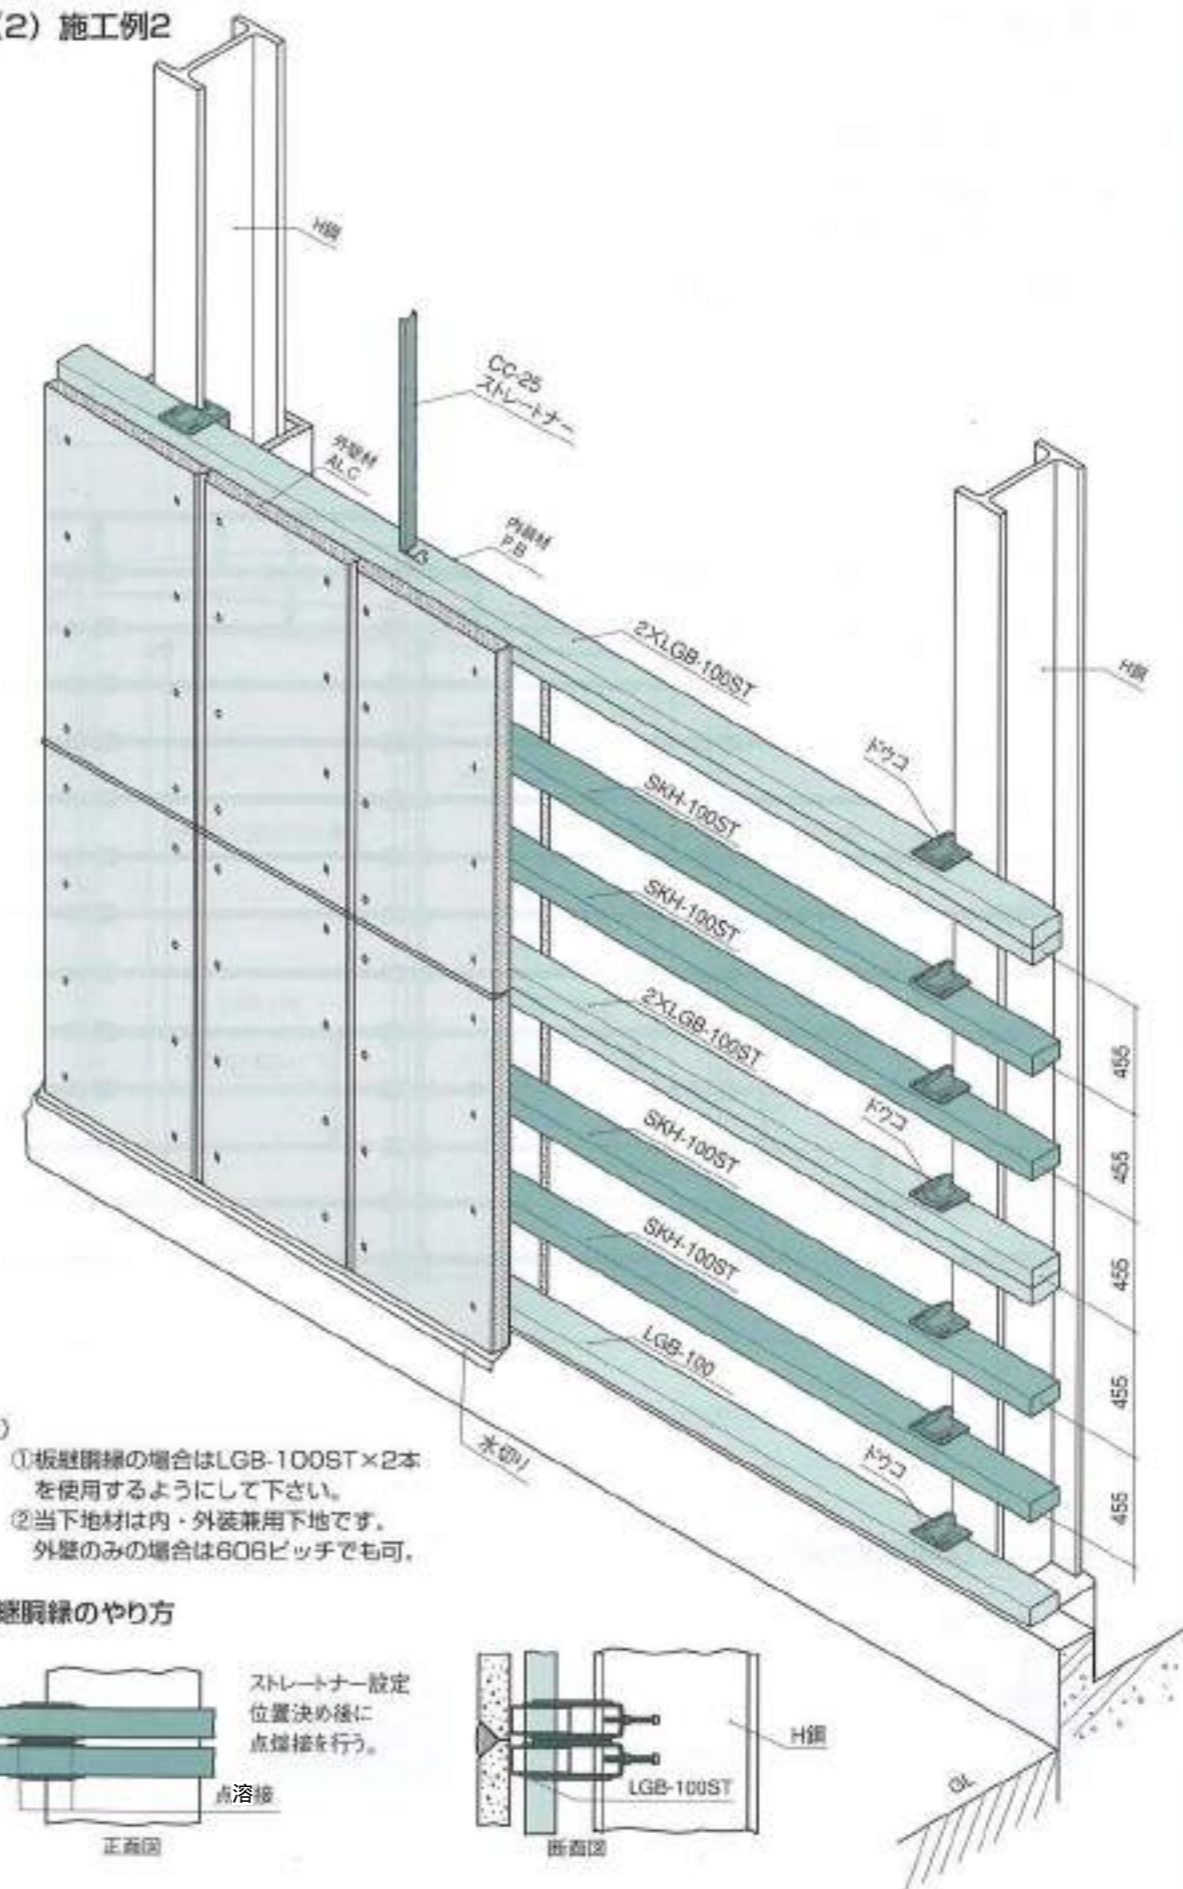 (2) 施工例2
H鋼
CC-25
ストレートナー
外壁材
ALC
内装材
P.B
2×LGB-100ST
H鋼
ドウコ
SKH-100ST
SKH-100ST
2×LGB-100ST
ドウコ
SKH-100ST
SKH-100ST
LGB-100
ドウコ
455
455
455
455
455
水切り
)
①板継胴縁の場合はLGB-100ST×2本
を使用するようにして下さい。
②当下地材は内・外装兼用下地です。
外壁のみの場合は606ピッチでも可。
継胴縁のやり方
ストレートナー設定
位置決め後に
点熔接を行う。
点溶接
正面図
H鋼
LGB-100ST
断面図
GL